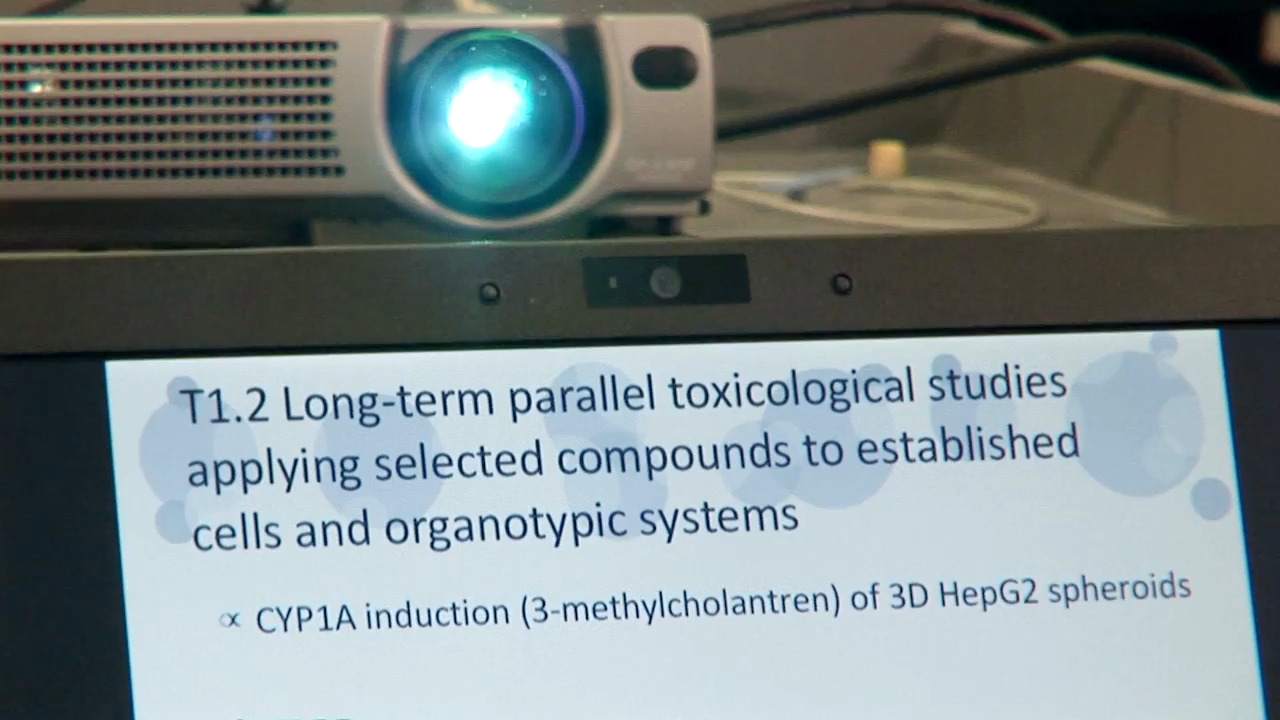 T1.2 Long-term parallel toxicological studies
applying selected compounds to established
cells and organotypic systems
∝ CYP1A induction (3-methylcholantren) of 3D HepG2 spheroids